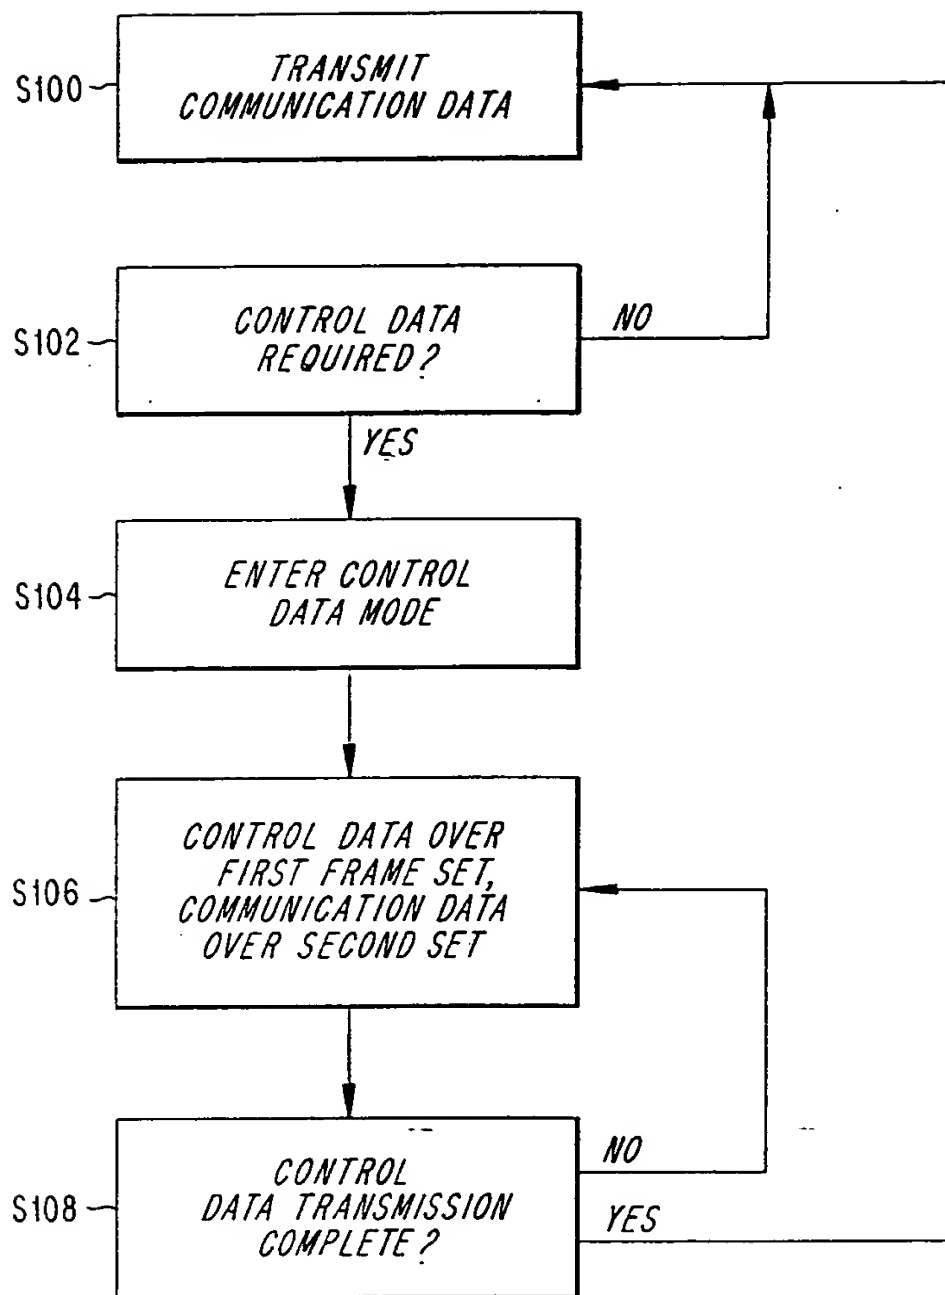 S100
TRANSMIT
COMMUNICATION DATA
S102
CONTROL DATA
REQUIRED?
NO
YES
S104
ENTER CONTROL
DATA MODE
S106
CONTROL DATA OVER
FIRST FRAME SET,
COMMUNICATION DATA
OVER SECOND SET
S108
CONTROL
DATA TRANSMISSION
COMPLETE?
NO
YES